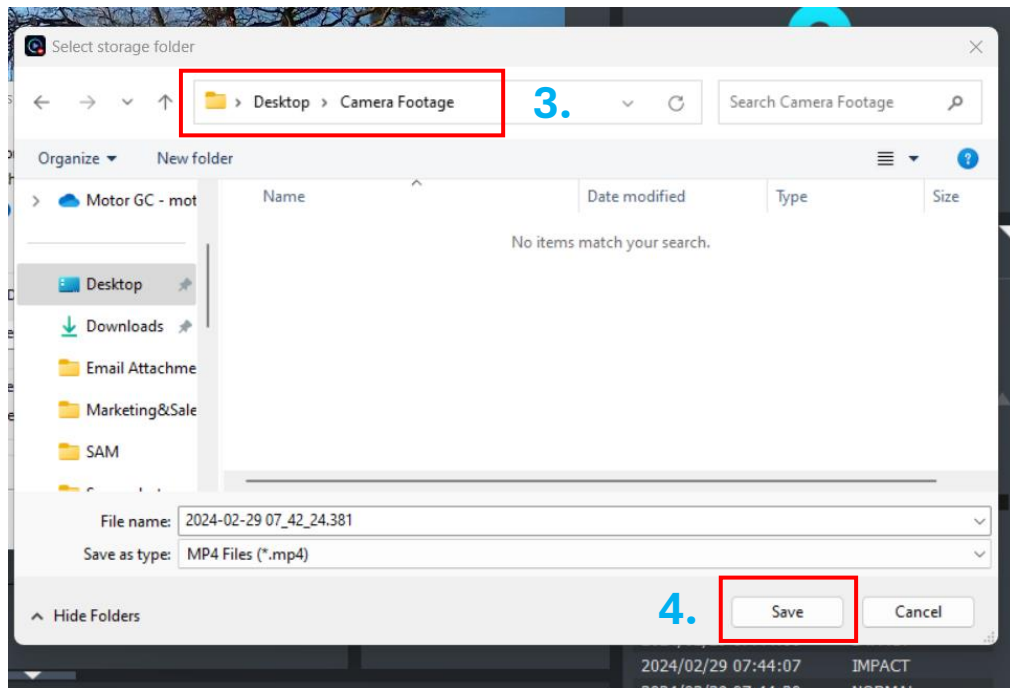 Select storage folder
Desktop > Camera Footage
3.
Search Camera Footage
Organize
New folder
Motor GC - mot
Name
Date modified
Type
Size
No items match your search.
Desktop
Downloads
Email Attachme
Marketing&Sale
SAM
File name:
2024-02-29 07_42_24.381
Save as type:
MP4 Files (*.mp4)
Hide Folders
4.
Save
Cancel
2024/02/29 07:44:07
IMPACT